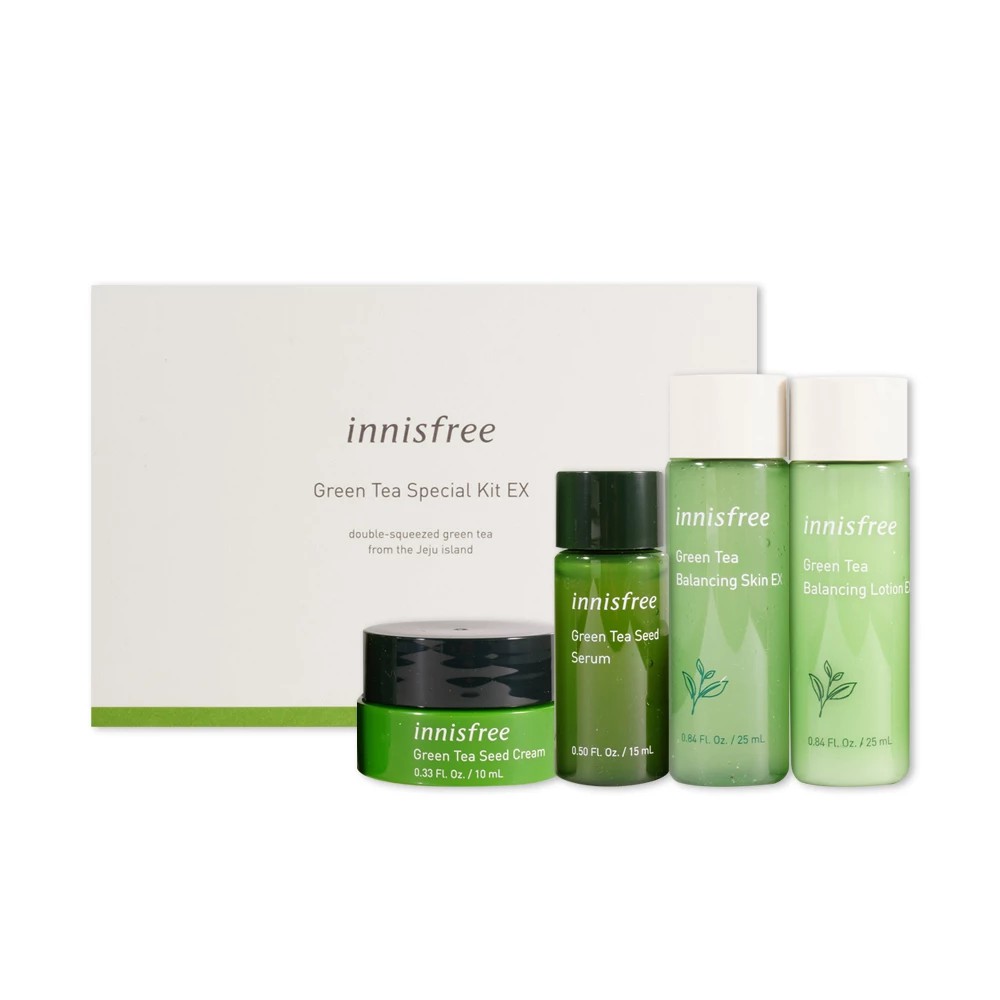 innisfree
Green Tea Special Kit EX
double-squeezed green tea
from the Jeju island
innisfree
Green Tea Seed Cream
0.33 Fl. Oz. / 10 mL
innisfree
Green Tea Seed
Serum
0.50 Fl. Oz. / 15 mL
innisfree
Green Tea
Balancing Skin EX
0.84 Fl. Oz. / 25 mL
innisfree
Green Tea
Balancing Lotion E
0.84 Fl. Oz. / 25 mL